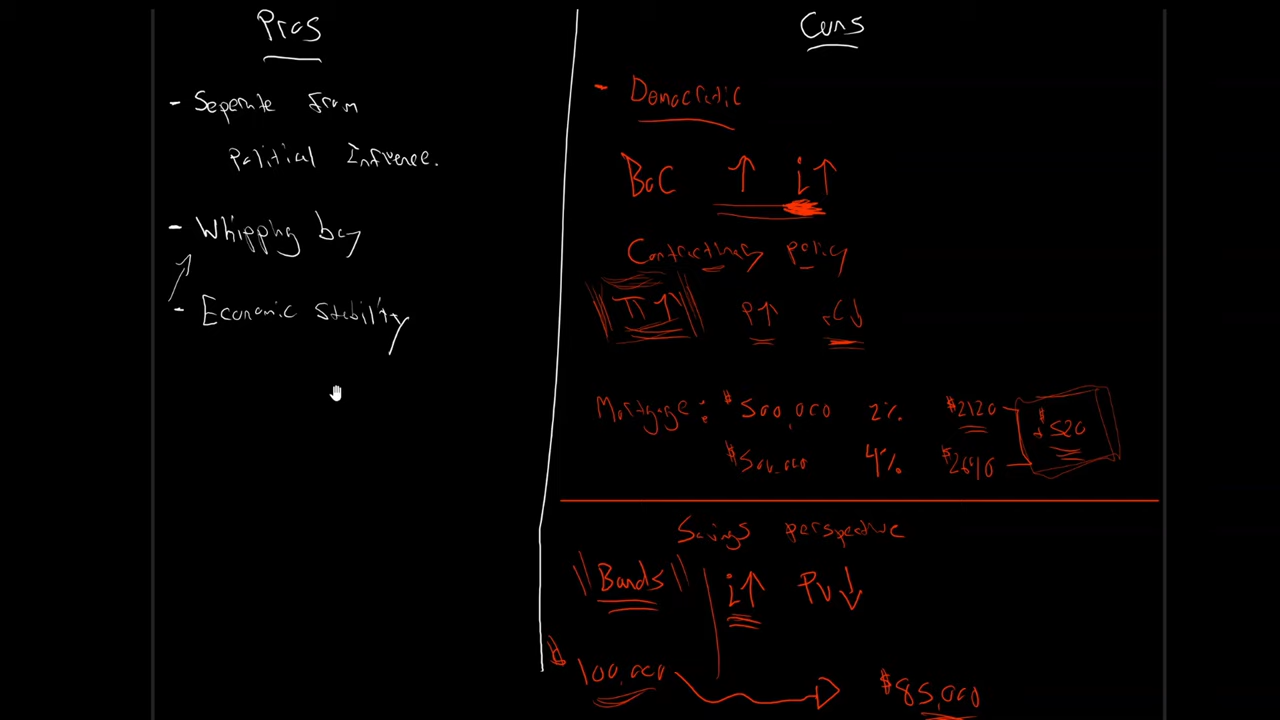 Pros
- Seperate from
Political Influence.
- Whipping boy
- Economic stability
Cons
- Democratic
BoC ↑ i↑
Contractionary policy
π↑ P↑ C↓
Mortgage: $500,000 2% $2120
$500,000 4% $2640
+$520
Savings perspective
Bonds i↑ PV↓
$100,000 → $85,000